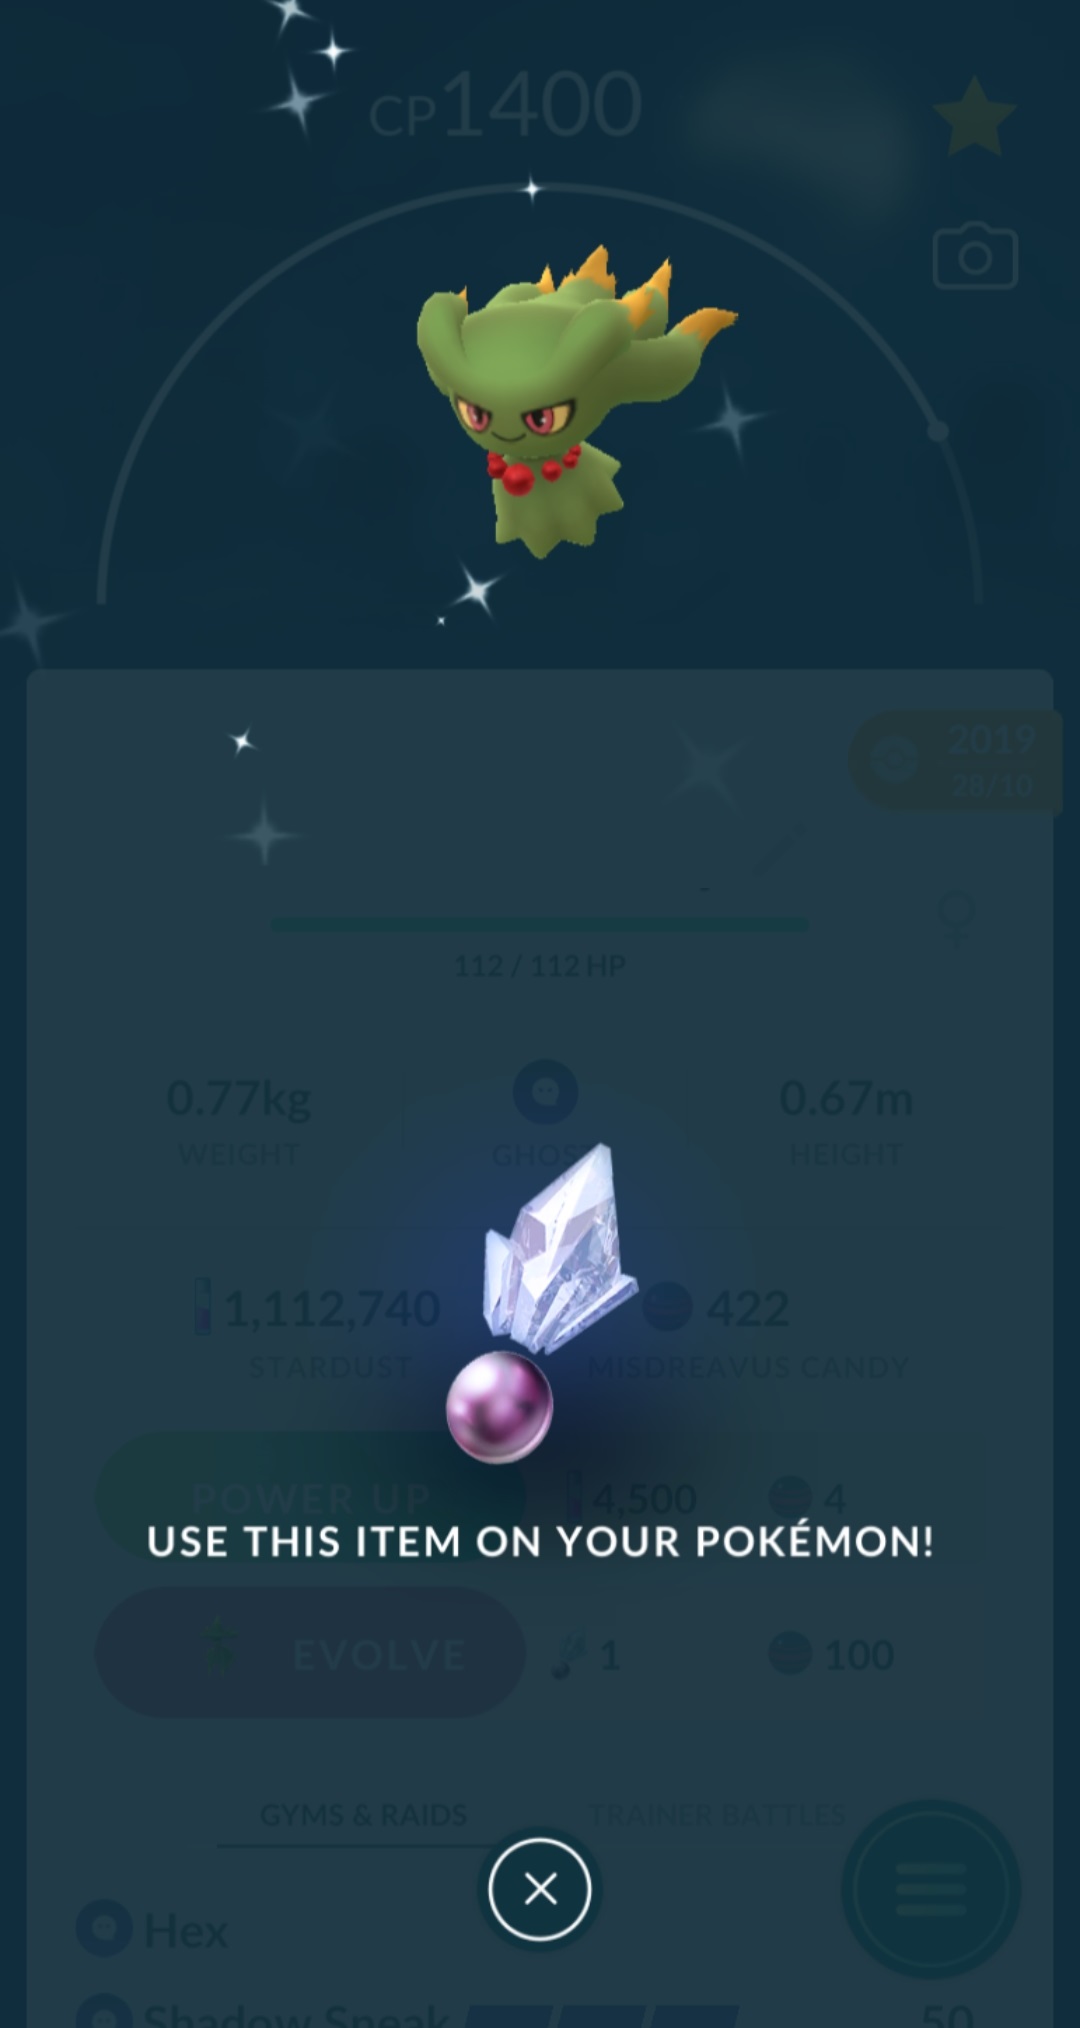 CP1400
2019
28/10
112 / 112 HP
0.77kg
WEIGHT
GHOST
0.67m
HEIGHT
1,112,740
STARDUST
422
MISDREAVUS CANDY
POWER UP
4,500
4
USE THIS ITEM ON YOUR POKÉMON!
EVOLVE
1
100
GYMS & RAIDS
TRAINER BATTLES
Hex
Shadow Sneak
50